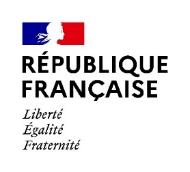 RÉPUBLIQUE
FRANÇAISE
Liberté
Égalité
Fraternité